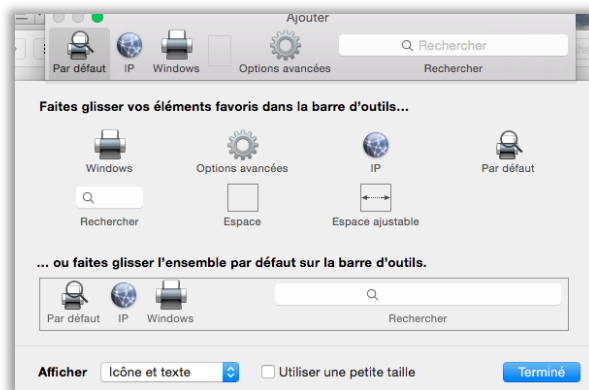 Ajouter
Rechercher
Par défaut IP Windows Options avancées Rechercher
Faites glisser vos éléments favoris dans la barre d'outils...
Windows Options avancées IP Par défaut
Rechercher Espace Espace ajustable
... ou faites glisser l'ensemble par défaut sur la barre d'outils.
Par défaut IP Windows Rechercher
Afficher Icône et texte Utiliser une petite taille Terminé